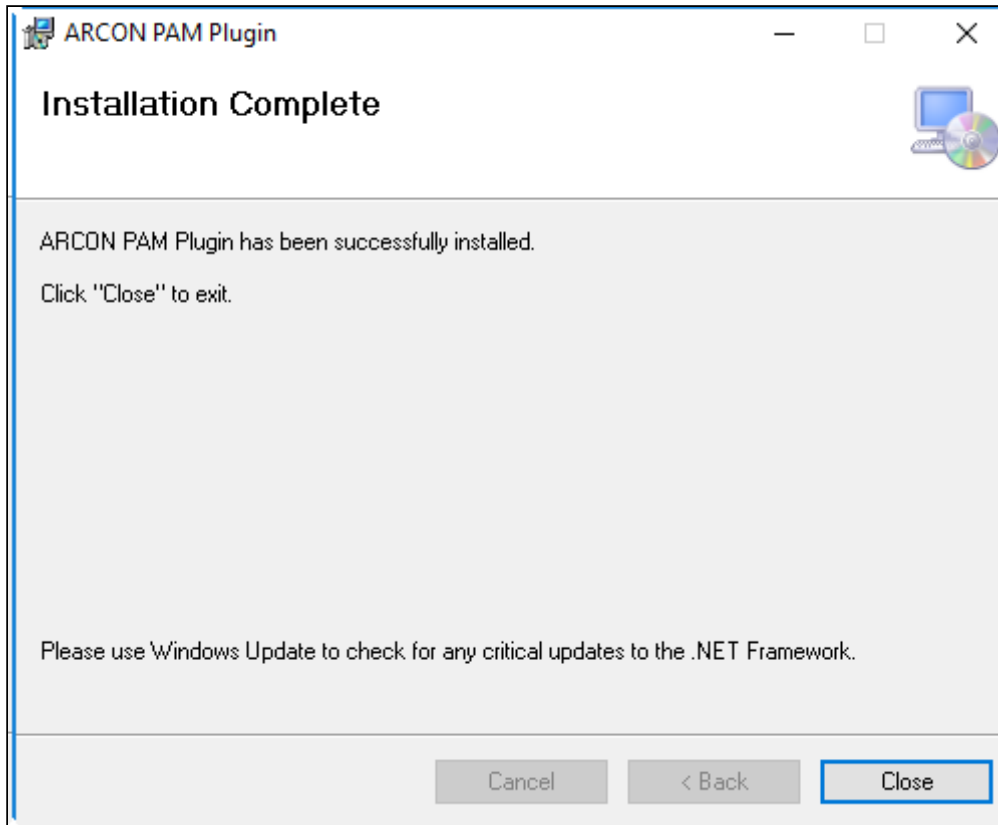 ARCON PAM Plugin
Installation Complete
ARCON PAM Plugin has been successfully installed.
Click "Close" to exit.
Please use Windows Update to check for any critical updates to the .NET Framework.
Cancel
< Back
Close